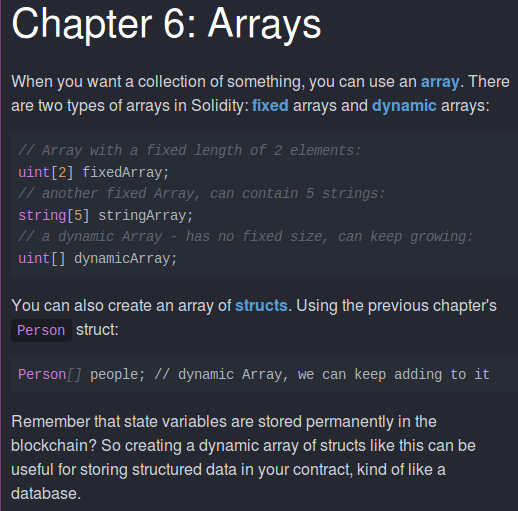 Chapter 6: Arrays
When you want a collection of something, you can use an array. There
are two types of arrays in Solidity: fixed arrays and dynamic arrays:
// Array with a fixed length of 2 elements:
uint[2] fixedArray;
// another fixed Array, can contain 5 strings:
string[5] stringArray;
// a dynamic Array - has no fixed size, can keep growing:
uint[] dynamicArray;
You can also create an array of structs. Using the previous chapter's
Person struct:
Person[] people; // dynamic Array, we can keep adding to it
Remember that state variables are stored permanently in the
blockchain? So creating a dynamic array of structs like this can be
useful for storing structured data in your contract, kind of like a
database.